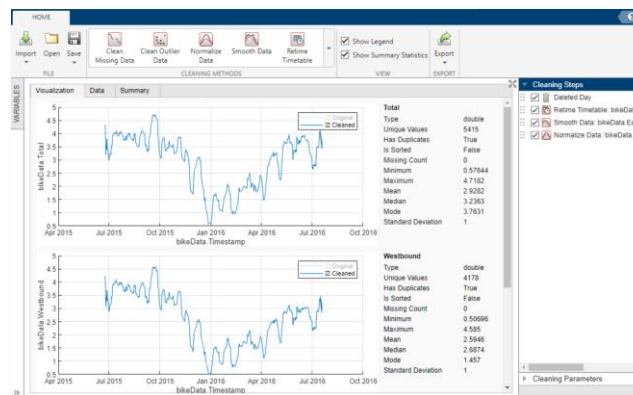 HOME
Import
Open
Save
Clean Missing Data
Clean Outlier Data
Normalize Data
Smooth Data
Retime Timetable
Show Legend
Show Summary Statistics
Export
FILE
CLEANING METHODS
VIEW
EXPORT
VARIABLES
Visualization
Data
Summary
5
4.5
4
3.5
3
2.5
2
1.5
1
0.5
bikeData.Total
Original
Cleaned
Apr 2015
Jul 2015
Oct 2015
Jan 2016
Apr 2016
Jul 2016
Oct 2016
bikeData.Timestamp
Total
Type double
Unique Values 5415
Has Duplicates True
Is Sorted False
Missing Count 0
Minimum 0.57644
Maximum 4.7182
Mean 2.9282
Median 3.2363
Mode 3.7631
Standard Deviation 1
5
4.5
4
3.5
3
2.5
2
1.5
1
0.5
bikeData.Westbound
Original
Cleaned
Apr 2015
Jul 2015
Oct 2015
Jan 2016
Apr 2016
Jul 2016
Oct 2016
bikeData.Timestamp
Westbound
Type double
Unique Values 4178
Has Duplicates True
Is Sorted False
Missing Count 0
Minimum 0.50696
Maximum 4.585
Mean 2.5946
Median 2.6874
Mode 1.457
Standard Deviation 1
Cleaning Steps
Deleted Day
Retime Timetable: bikeDat
Smooth Data: bikeData.Ea
Normalize Data: bikeData.
Cleaning Parameters